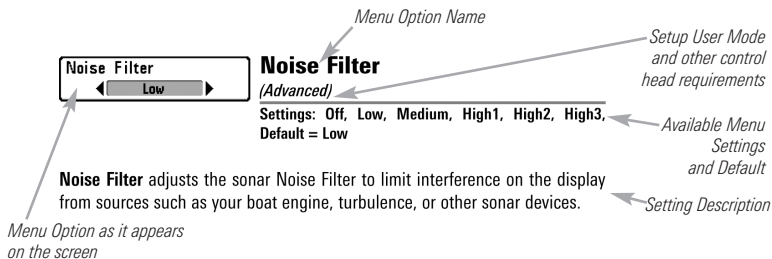 Menu Option Name
Setup User Mode
and other control
head requirements
Noise Filter
Low
Noise Filter
(Advanced)
Settings: Off, Low, Medium, High1, High2, High3,
Default = Low
Available Menu
Settings
and Default
Noise Filter adjusts the sonar Noise Filter to limit interference on the display
from sources such as your boat engine, turbulence, or other sonar devices.
Setting Description
Menu Option as it appears
on the screen